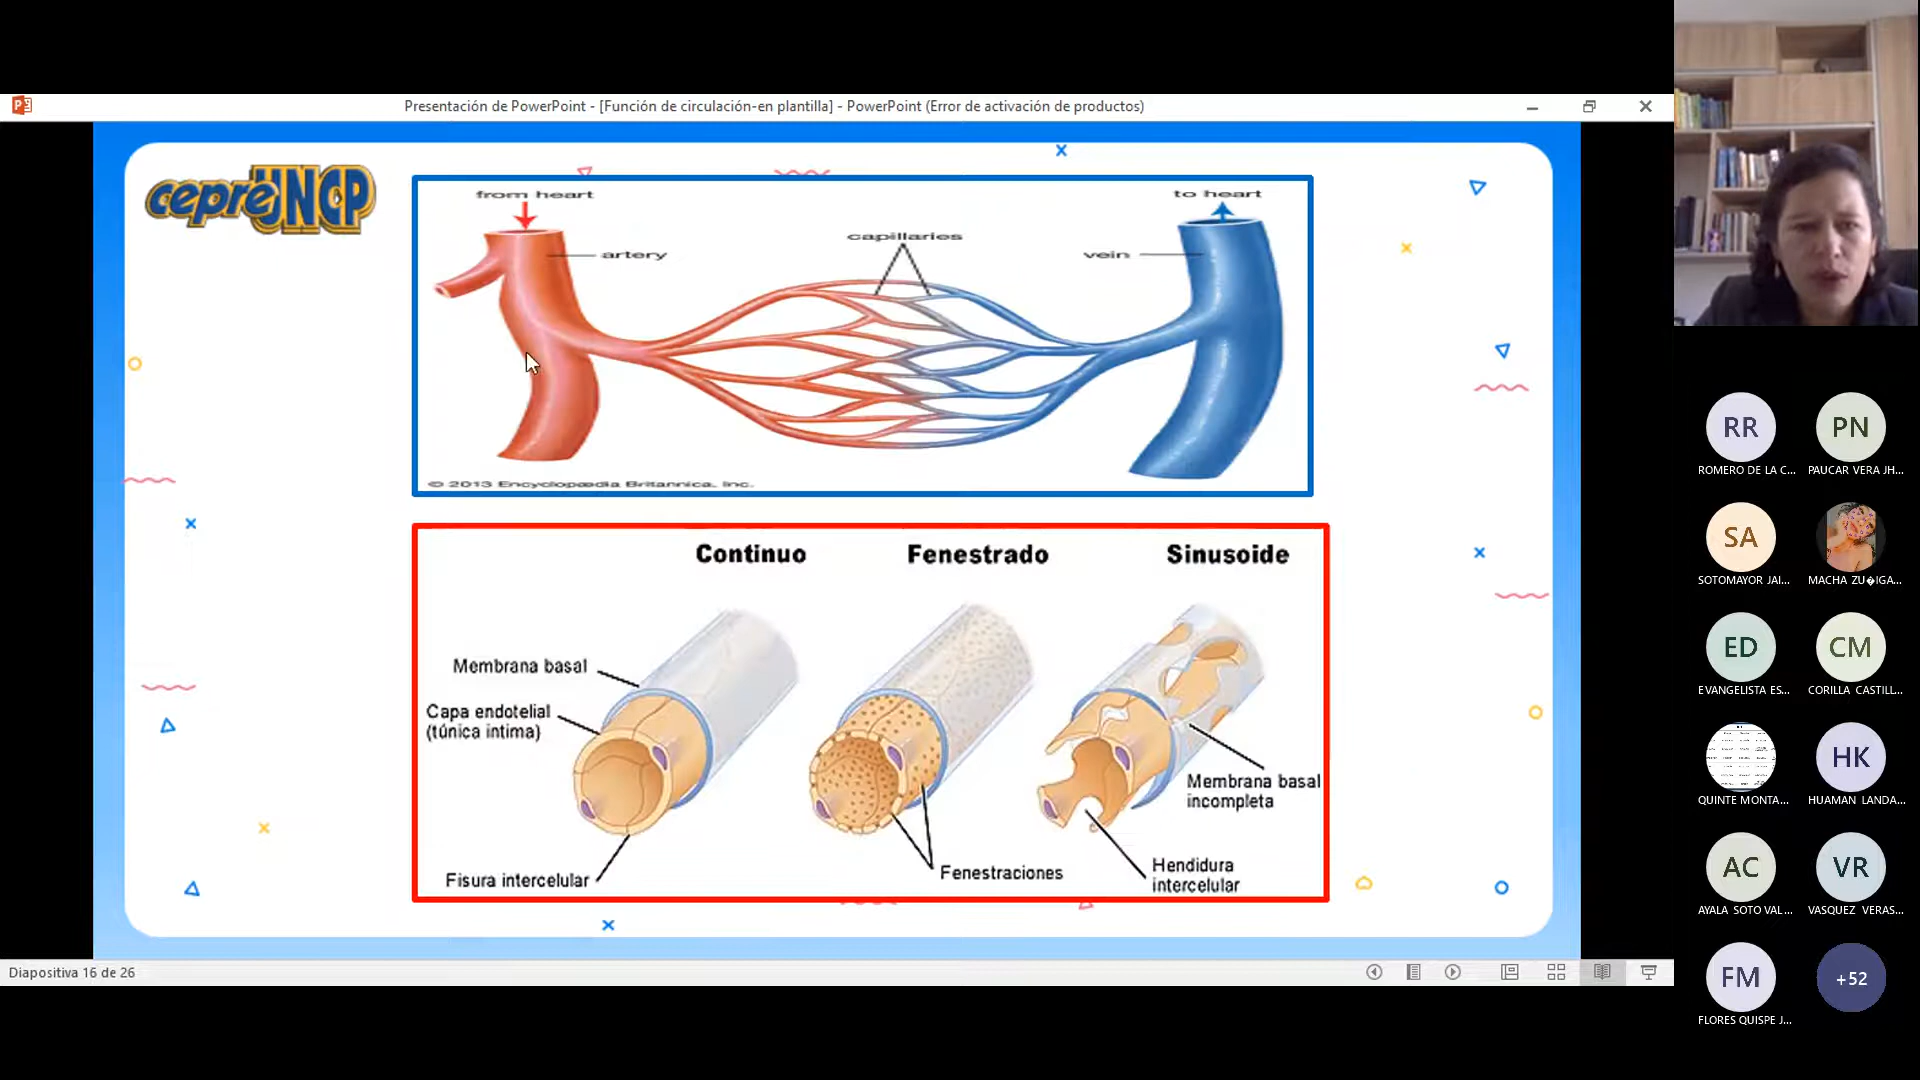 Presentación de PowerPoint - [Función de circulación-en plantilla] - PowerPoint (Error de activación de productos)
cepreUNCP
from heart
to heart
artery
capillaries
vein
© 2013 Encyclopædia Britannica, Inc.
Continuo
Fenestrado
Sinusoide
Membrana basal
Capa endotelial
(túnica intima)
Fisura intercelular
Fenestraciones
Membrana basal
incompleta
Hendidura
intercelular
Diapositiva 16 de 26
RR
ROMERO DE LA C...
PN
PAUCAR VERA JH...
SA
SOTOMAYOR JAI...
MACHA ZU�IGA...
ED
EVANGELISTA ES...
CM
CORILLA CASTILL...
QUINTE MONTA...
HK
HUAMAN LANDA...
AC
AYALA SOTO VAL...
VR
VASQUEZ VERAS...
FM
FLORES QUISPE J...
+52